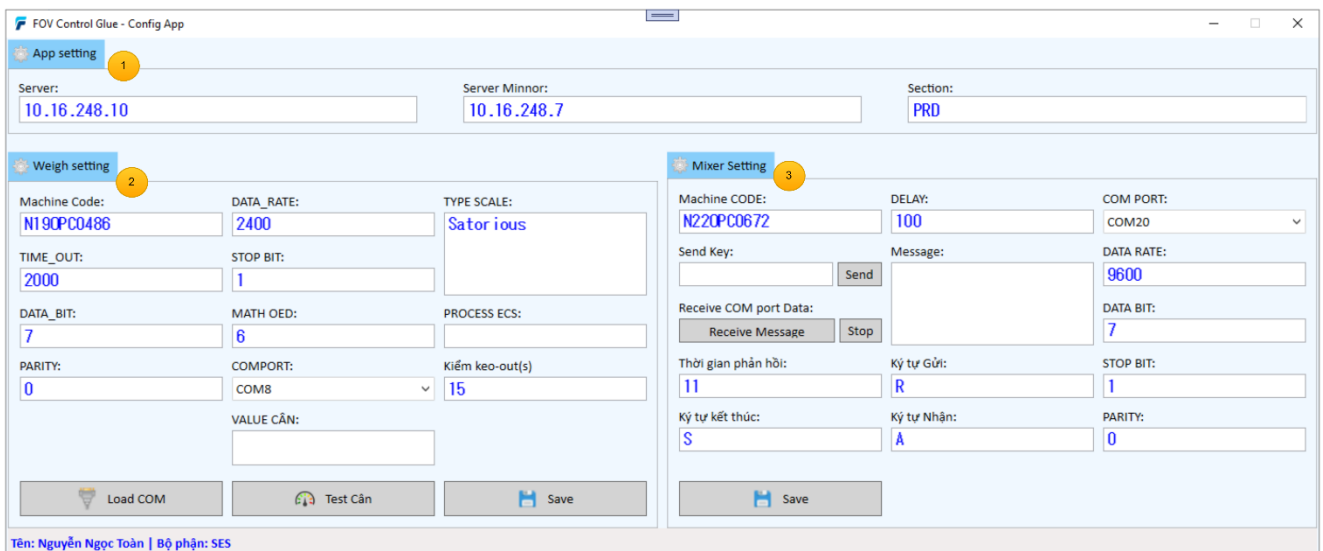 FOV Control Glue - Config App
App setting
1
Server:
Server Minnor:
Section:
10.16.248.10
10.16.248.7
PRD
Weigh setting
2
Machine Code:
DATA_RATE:
TYPE SCALE:
N190PC0486
2400
Satorious
TIME_OUT:
STOP BIT:
2000
1
DATA_BIT:
MATH OED:
PROCESS ECS:
7
6
PARITY:
COMPORT:
Kiểm keo-out(s)
0
COM8
15
VALUE CÂN:
Load COM
Test Cân
Save
Mixer Setting
3
Machine CODE:
DELAY:
COM PORT:
N220PC0672
100
COM20
Send Key:
Message:
DATA RATE:
Send
9600
Receive COM port Data:
DATA BIT:
Receive Message
Stop
7
Thời gian phản hồi:
Ký tự Gửi:
STOP BIT:
11
R
1
Ký tự kết thúc:
Ký tự Nhận:
PARITY:
S
A
0
Save
Tên: Nguyễn Ngọc Toàn | Bộ phận: SES